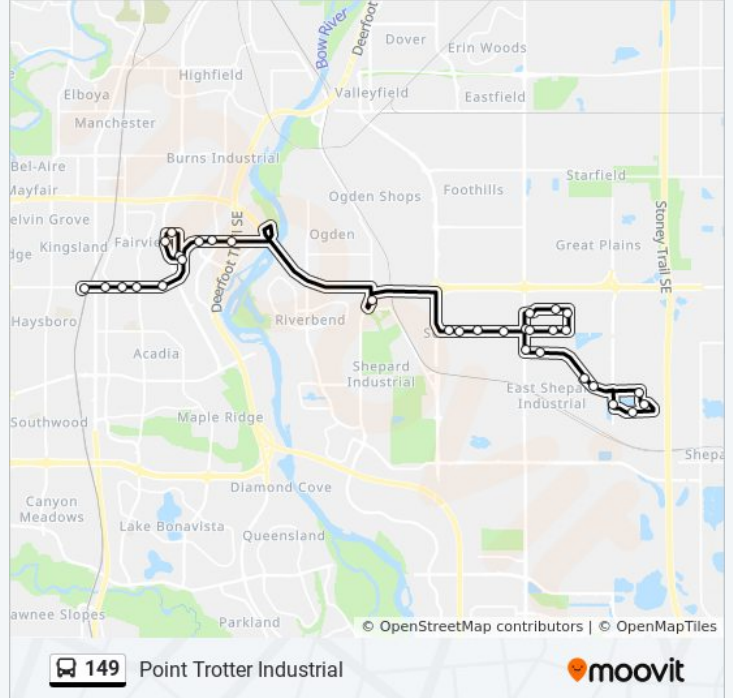 Bow River
Deerfoot
Dover
Erin Woods
Highfield
Valleyfield
Eastfield
Elboya
Manchester
Burns Industrial
Bel-Aire
Mayfair
Ogden Shops
Foothills
Starfield
elvin Grove
Kingsland
Fairvie
Ogden
Great Plains
dge
Deerfoot Trail SE
Stoney Trail SE
Haysboro
Riverbend
S
Acadia
Shepard
Industrial
East Shepa
Industrial
Southwood
Maple Ridge
Shepa
Diamond Cove
Canyon
Meadows
Lake Bonavista
Queensland
awnee Slopes
Parkland
© OpenStreetMap contributors | © OpenMapTiles
149 Point Trotter Industrial
moovit